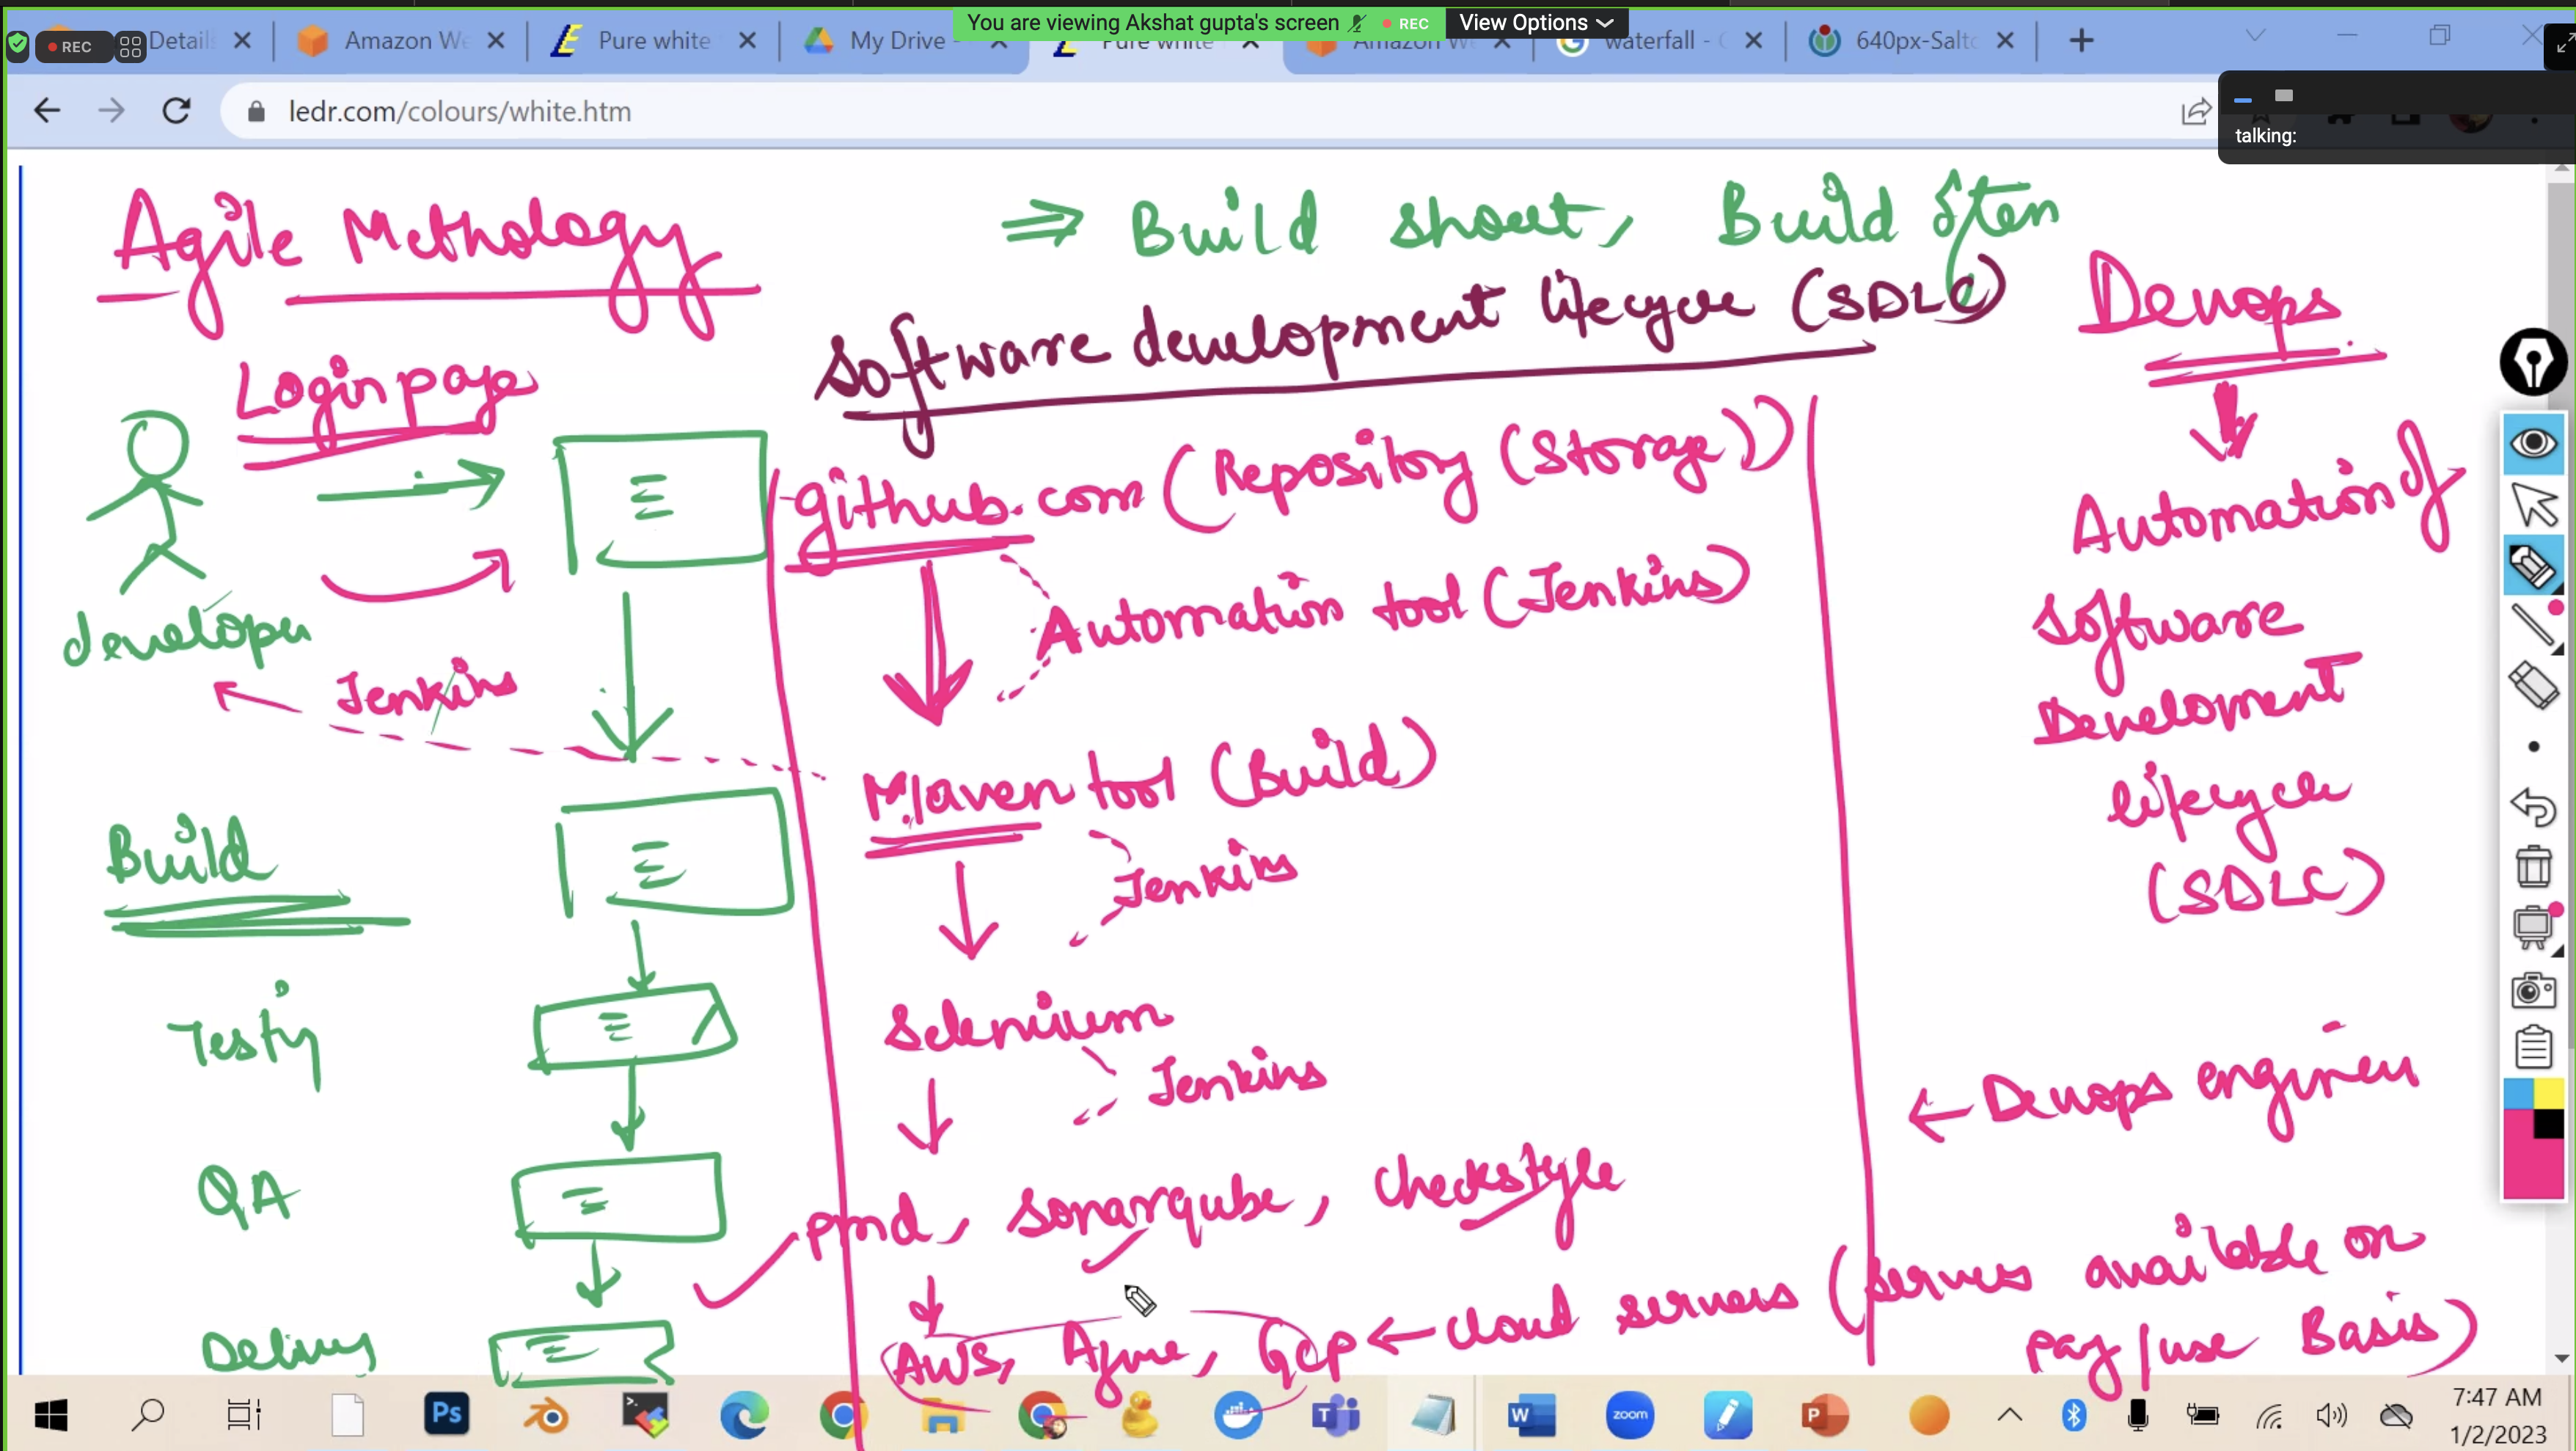 You are viewing Akshat gupta's screen REC View Options
REC
Details
Amazon We
Pure white
My Drive -
Pure white
Amazon We
waterfall - G
640px-Salto
ledr.com/colours/white.htm
talking:
Agile Methology
⇒ Build short, Build often
Software development lifecycle (SDLC)
Devops
Login page
github.com (Repository (Storage))
Automation of
Automation tool (Jenkins)
Software
developer
Jenkins
Development
Maven tool (Build)
lifecycle
Build
Jenkins
(SDLC)
Testing
Selenium
Jenkins
← Devops engineer
QA
pmd, Sonarqube, checkstyle
Delivery
AWS, Azure, Gcp ← cloud servers (servers available on
pay/use Basis)
Ps
T
W
zoom
P
7:47 AM
1/2/2023